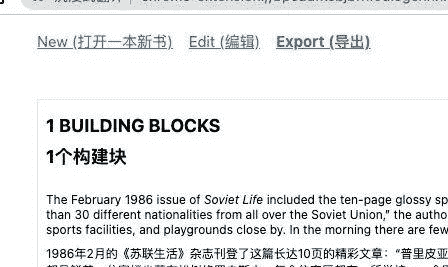 New (打开一本新书) Edit (编辑) Export (导出)
1 BUILDING BLOCKS
1个构建块
The February 1986 issue of Soviet Life included the ten-page glossy
than 30 different nationalities from all over the Soviet Union," the
sports facilities, and playgrounds close by. In the morning there are few
1986年2月的《苏联生活》杂志刊登了这篇长达10页的精彩文章：“普里皮亚